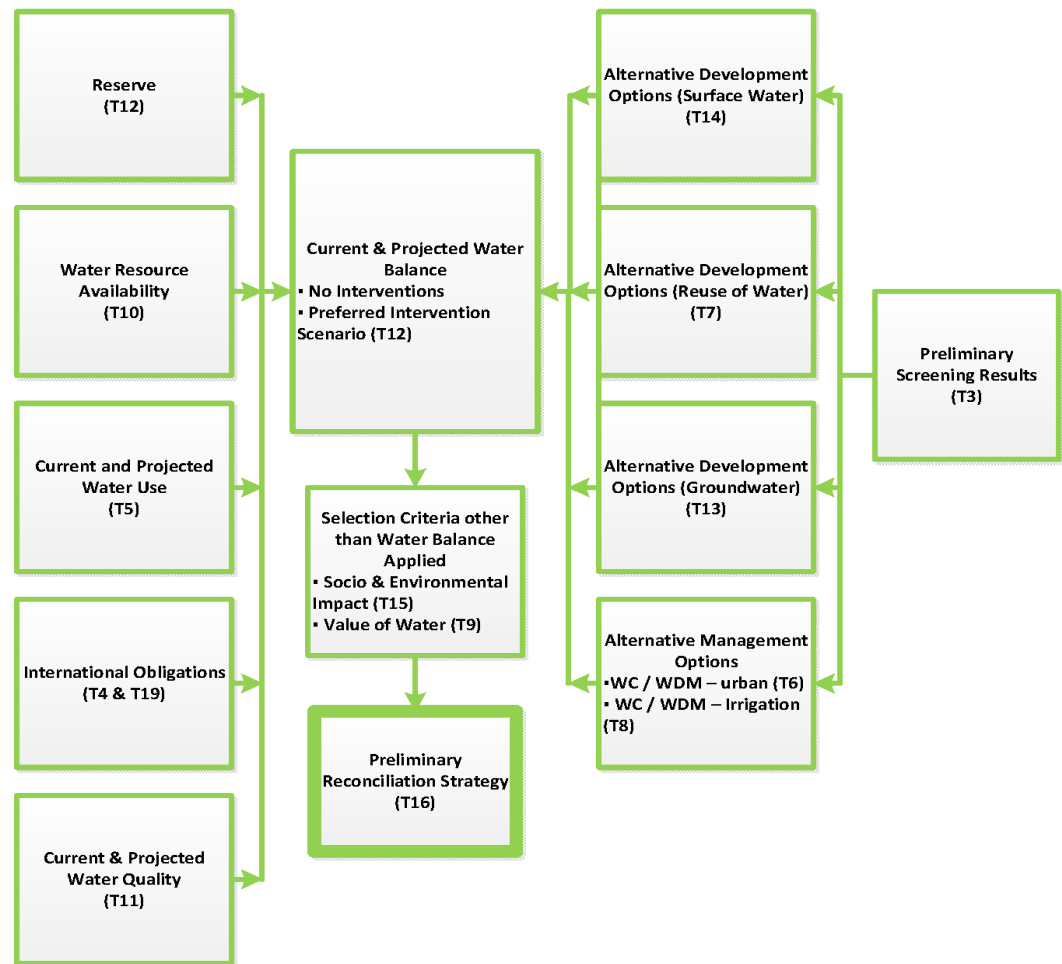 Reserve
(T12)
Water Resource
Availability
(T10)
Current and Projected
Water Use
(T5)
International Obligations
(T4 & T19)
Current & Projected
Water Quality
(T11)
Current & Projected Water
Balance
▪ No Interventions
▪ Preferred Intervention
Scenario (T12)
Selection Criteria other
than Water Balance
Applied
▪ Socio & Environmental
Impact (T15)
▪ Value of Water (T9)
Preliminary
Reconciliation Strategy
(T16)
Alternative Development
Options (Surface Water)
(T14)
Alternative Development
Options (Reuse of Water)
(T7)
Alternative Development
Options (Groundwater)
(T13)
Alternative Management
Options
▪WC / WDM – urban (T6)
▪ WC / WDM – Irrigation
(T8)
Preliminary
Screening Results
(T3)